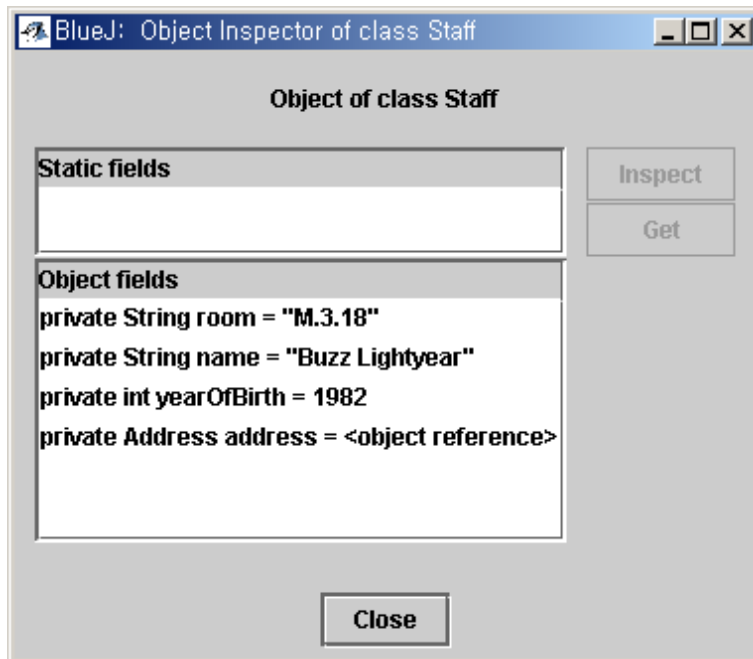 BlueJ: Object Inspector of class Staff
Object of class Staff
Static fields
Inspect
Get
Object fields
private String room = "M.3.18"
private String name = "Buzz Lightyear"
private int yearOfBirth = 1982
private Address address = <object reference>
Close